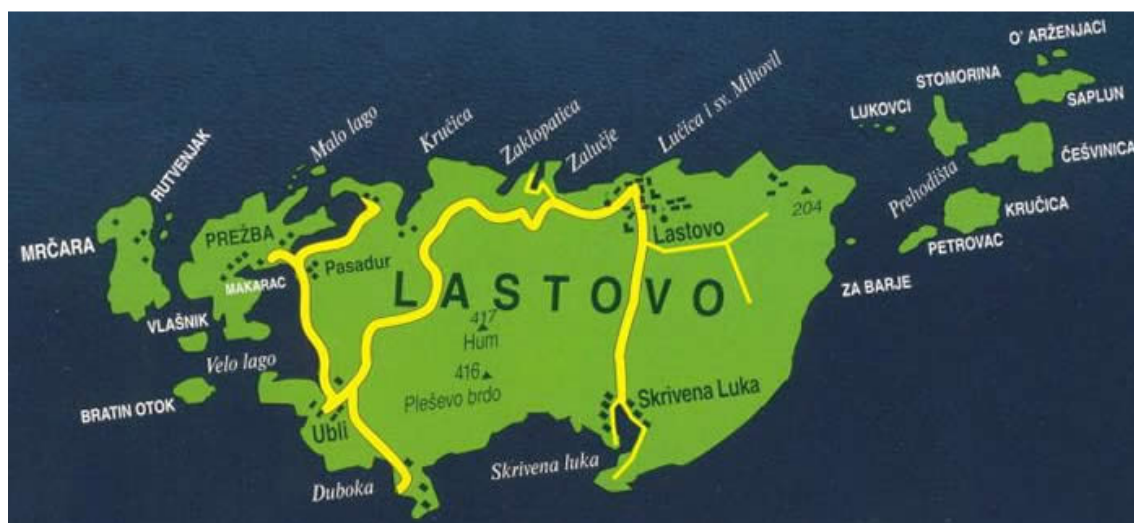 O' ARŽENJACI
STOMORINA
SAPLUN
LUKOVCI
ČEŠVINICA
Prehodišta
KRUČICA
PETROVAC
ZA BARJE
Lučica i sv. Mihovil
Zalučje
Zaklopatica
Kručica
Malo lago
RUTVENJAK
MRČARA
PREŽBA
MAKARAC
Pasadur
VLAŠNIK
Velo lago
BRATIN OTOK
LASTOVO
Lastovo
204
417
Hum
416
Pleševo brdo
Ubli
Duboka
Skrivena Luka
Skrivena luka